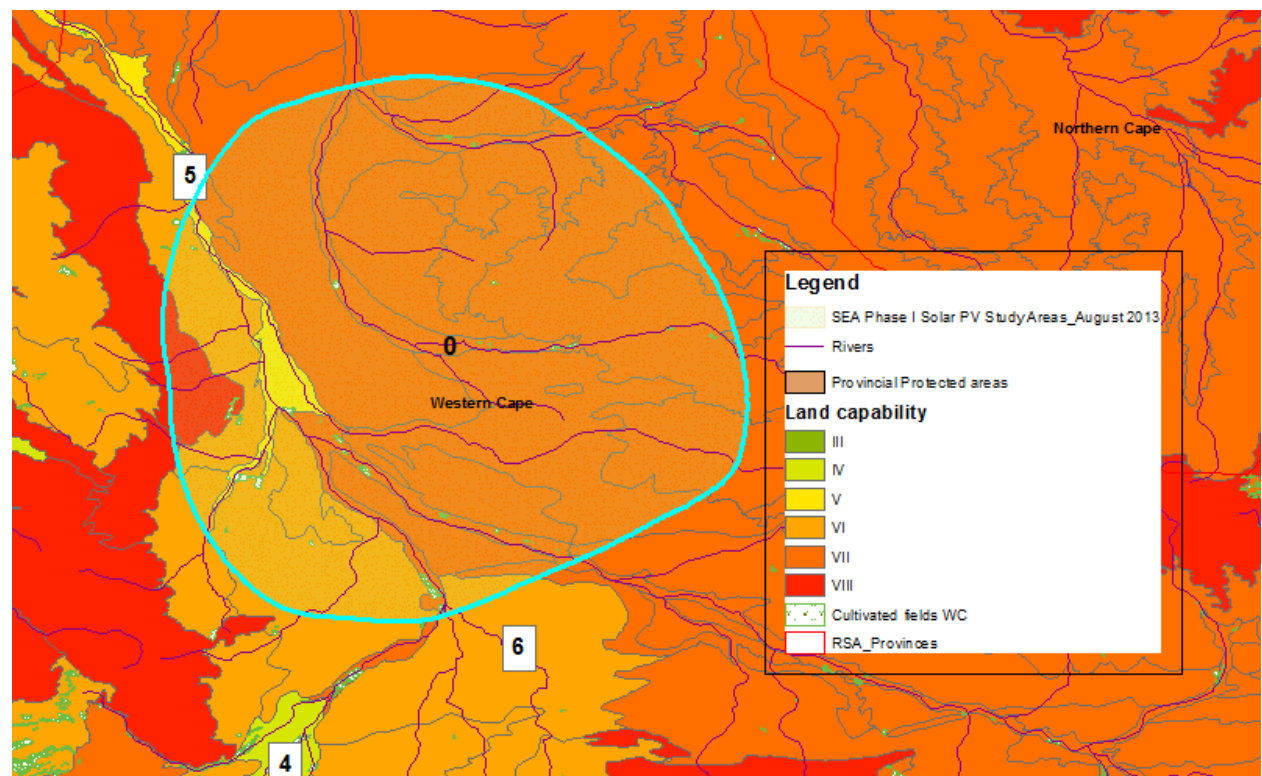 Northern Cape
5
Legend
SEA Phase I Solar PV Study Areas_August 2013
Rivers
0
Provincial Protected areas
Western Cape
Land capability
III
IV
V
VI
VII
VIII
Cultivated fields WC
RSA_Provinces
6
4